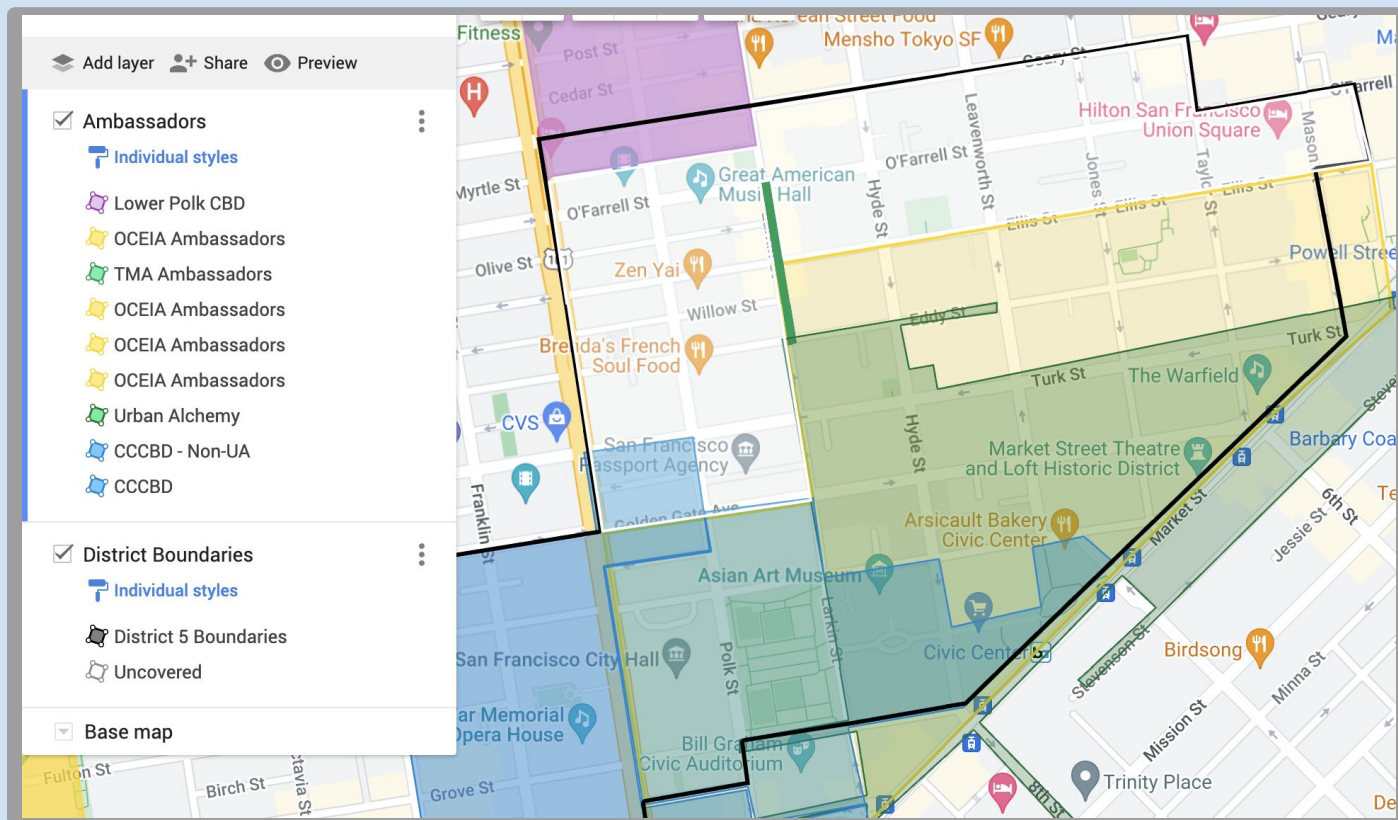 Add layer Share Preview
Ambassadors
Individual styles
Lower Polk CBD
OCEIA Ambassadors
TMA Ambassadors
OCEIA Ambassadors
OCEIA Ambassadors
OCEIA Ambassadors
Urban Alchemy
CCCBD - Non-UA
CCCBD
District Boundaries
Individual styles
District 5 Boundaries
Uncovered
Base map
Fitness
Post St
Cedar St
Mensho Tokyo SF
Geary St
Hilton San Francisco
Union Square
Mason
Leavenworth St
O'Farrell St
Jones St
Taylor St
Great American
Music Hall
Hyde St
Myrtle St
O'Farrell St
Ellis St
Ellis St
Ellis St
Olive St
101
Zen Yai
Willow St
Powell Stree
Eddy St
Brenda's French
Soul Food
Turk St
Turk St
The Warfield
CVS
San Francisco
Passport Agency
Hyde St
Market Street Theatre
and Loft Historic District
Barbary Coa
Franklin St
Golden Gate Ave
Arsicault Bakery
Civic Center
Market St
6th St
Jessie St
Asian Art Museum
Larkin St
San Francisco City Hall
Polk St
Civic Center
Stevenson St
Birdsong
Minna St
ar Memorial
Opera House
Bill Graham
Civic Auditorium
Mission St
Trinity Place
8th St
Fulton St
Birch St
ctavia St
Grove St
De